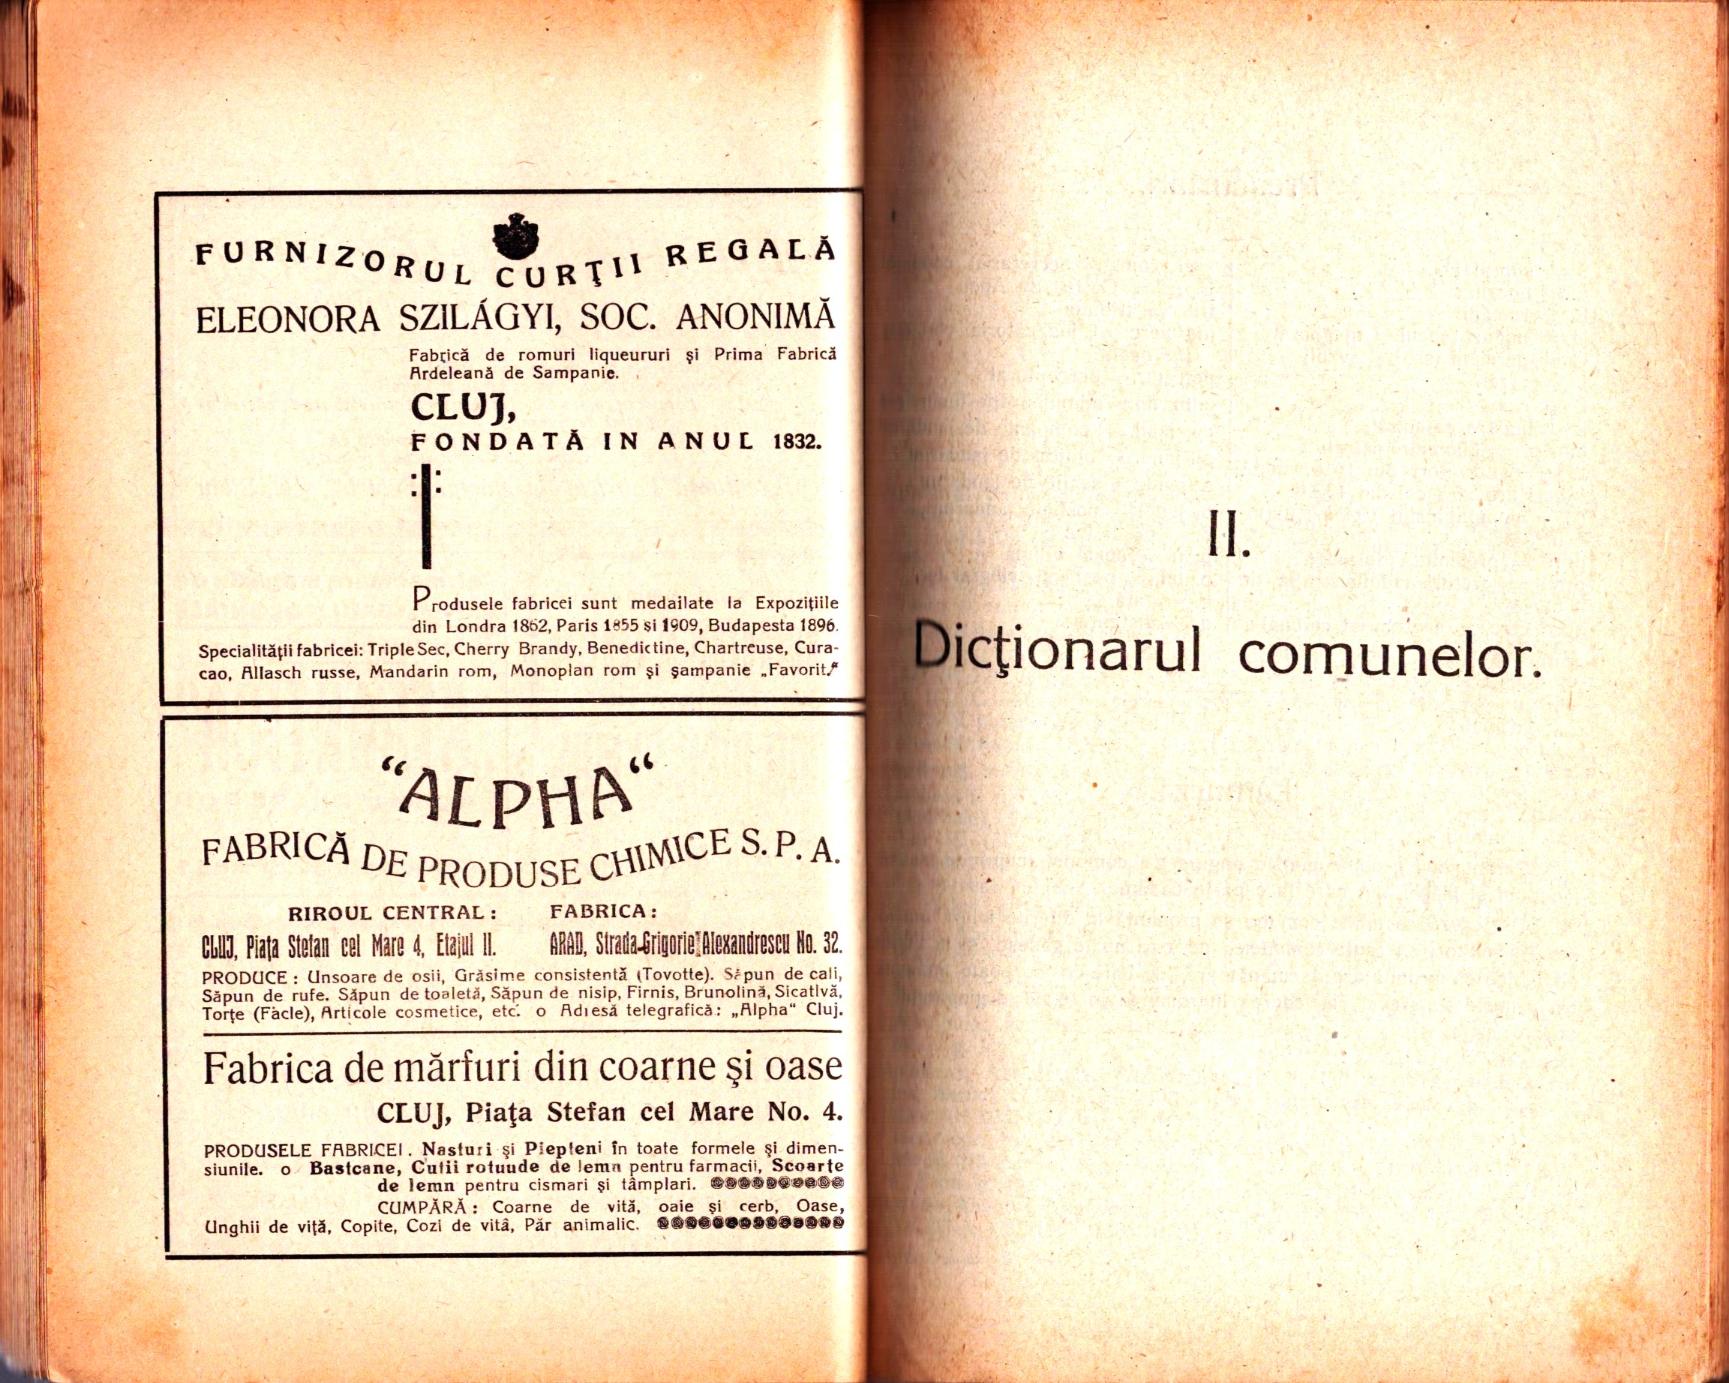 FURNIZORUL CURŢII REGALĂ
ELEONORA SZILÁGYI, SOC. ANONIMĂ
Fabrică de romuri liqueururi şi Prima Fabrică
Ardeleană de Sampanie.
CLUJ,
FONDATĂ IN ANUL 1832.
Produsele fabricei sunt medailate la Expoziţiile
din Londra 1862, Paris 1855 si 1909, Budapesta 1896.
Specialităţii fabricei: Triple Sec, Cherry Brandy, Benedictine, Chartreuse, Cura-
cao, Allasch russe, Mandarin rom, Monoplan rom şi şampanie „Favorit“
“ALPHA“
FABRICĂ DE PRODUSE CHIMICE S. P. A.
RIROUL CENTRAL: FABRICA:
CLUJ, Piaţa Stefan cel Mare 4, Etajul II. ARAD, Strada Grigorie Alexandrescu No. 32.
PRODUCE: Unsoare de osii, Grăsime consistentă (Tovotte). Săpun de cali,
Săpun de rufe. Săpun de toaletă, Săpun de nisip, Firnis, Brunolină, Sicativă,
Torţe (Făcle), Articole cosmetice, etc. o Adresă telegrafică: „Alpha“ Cluj.
Fabrica de mărfuri din coarne şi oase
CLUJ, Piaţa Stefan cel Mare No. 4.
PRODUSELE FABRICEI. Nasturi şi Piepteni în toate formele şi dimen-
siunile. o Bastcane, Cutii rotuude de lemn pentru farmacii, Scoarte
de lemn pentru cismari şi tâmplari.
CUMPĂRĂ: Coarne de vită, oaie şi cerb, Oase,
Unghii de viţă, Copite, Cozi de vită, Păr animalic.
II.
Dicţionarul comunelor.